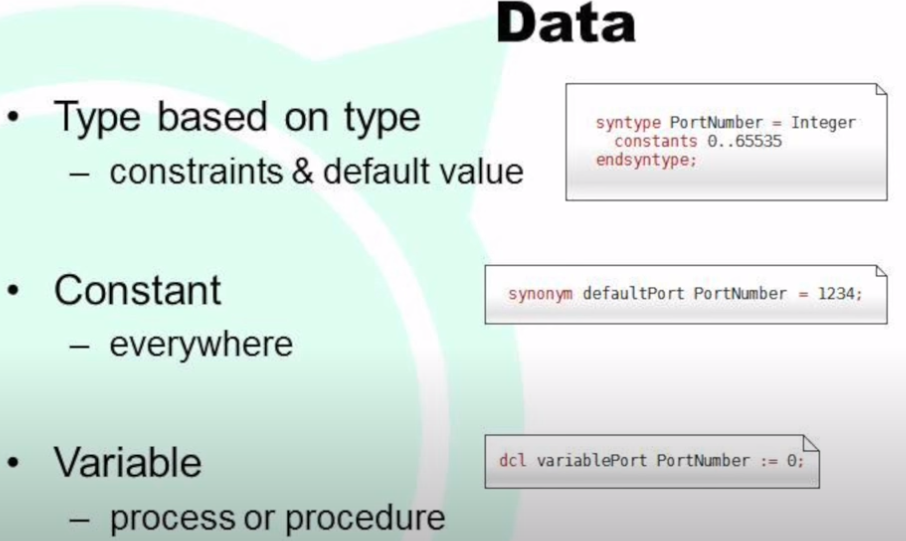 Data
• Type based on type
– constraints & default value
syntype PortNumber = Integer
constants 0..65535
endsyntype;
• Constant
– everywhere
synonym defaultPort PortNumber = 1234;
• Variable
– process or procedure
dcl variablePort PortNumber := 0;